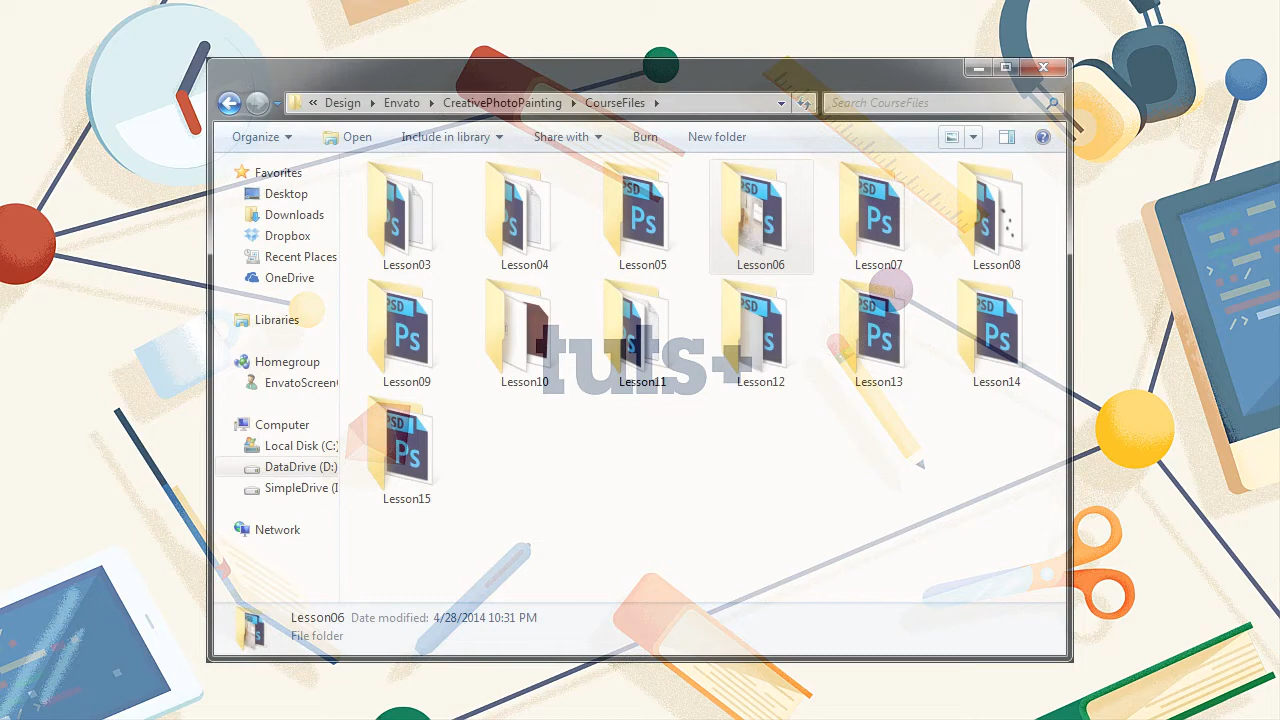 « Design Envato CreativePhotoPainting CourseFiles
Search CourseFiles
Organize Open Include in library Share with Burn New folder
Favorites
Desktop
Downloads
Dropbox
Recent Places
OneDrive
Libraries
Homegroup
EnvatoScreen
Computer
Local Disk (C:)
DataDrive (D:)
SimpleDrive (
Network
Lesson03 Lesson04 Lesson05 Lesson06 Lesson07 Lesson08
Lesson09 Lesson10 Lesson11 Lesson12 Lesson13 Lesson14
Lesson15
tuts+
Lesson06 Date modified: 4/28/2014 10:31 PM
File folder